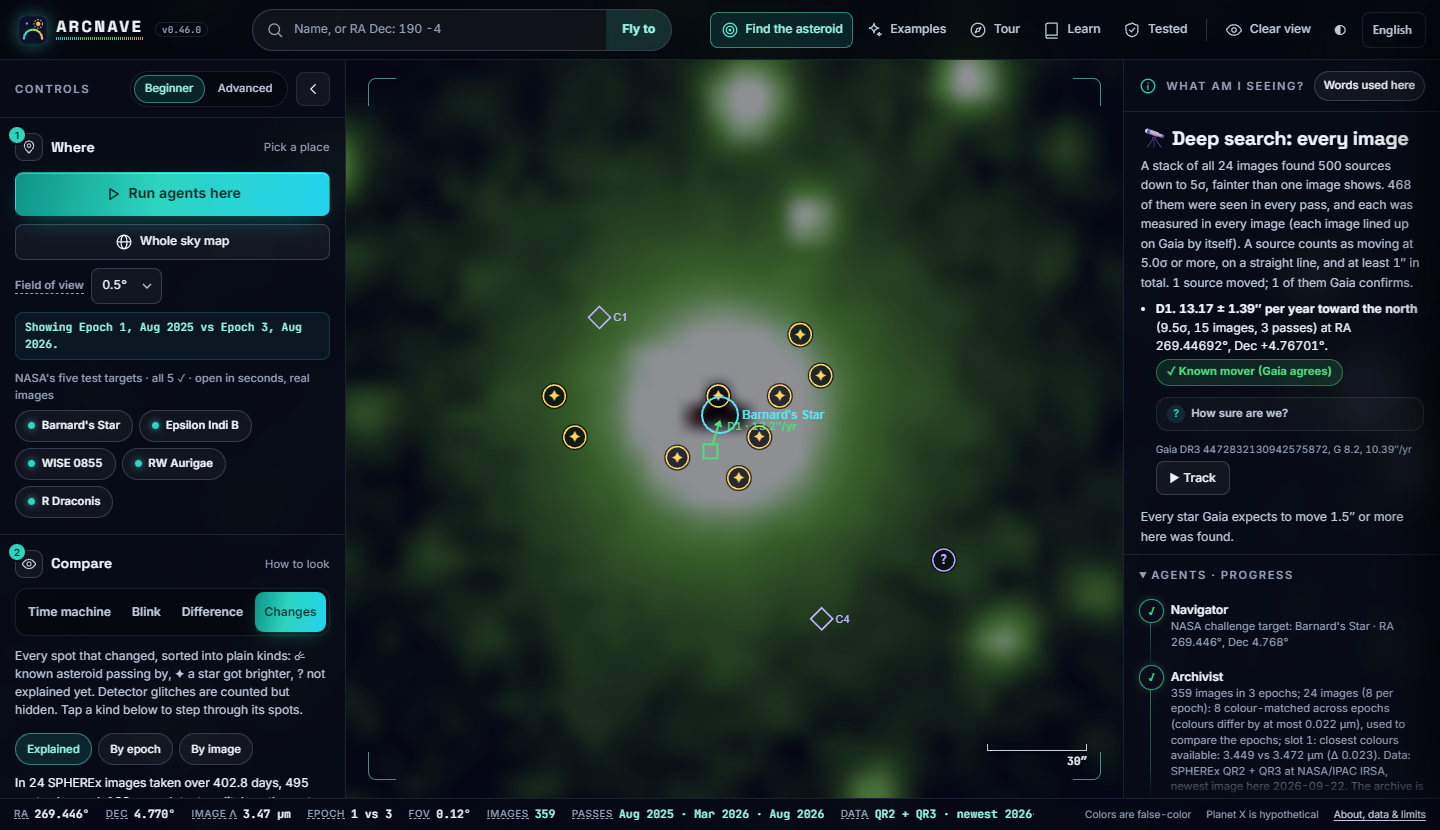 ARCNAVE v0.46.0 Name, or RA Dec: 190 -4 Fly to Find the asteroid Examples Tour Learn Tested Clear view English
CONTROLS Beginner Advanced
1 Where Pick a place
Run agents here
Whole sky map
Field of view 0.5°
Showing Epoch 1, Aug 2025 vs Epoch 3, Aug
2026.
NASA's five test targets · all 5 ✓ · open in seconds, real
images
Barnard's Star Epsilon Indi B
WISE 0855 RW Aurigae
R Draconis
2 Compare How to look
Time machine Blink Difference Changes
Every spot that changed, sorted into plain kinds: ☄
known asteroid passing by, ✦ a star got brighter, ? not
explained yet. Detector glitches are counted but
hidden. Tap a kind below to step through its spots.
Explained By epoch By image
In 24 SPHEREx images taken over 402.8 days, 495
C1
Barnard's Star
D1 · 13.2″/yr
?
C4
30″
WHAT AM I SEEING? Words used here
Deep search: every image
A stack of all 24 images found 500 sources
down to 5σ, fainter than one image shows. 468
of them were seen in every pass, and each was
measured in every image (each image lined up
on Gaia by itself). A source counts as moving at
5.0σ or more, on a straight line, and at least 1″ in
total. 1 source moved; 1 of them Gaia confirms.
• D1. 13.17 ± 1.39″ per year toward the north
(9.5σ, 15 images, 3 passes) at RA
269.44692°, Dec +4.76701°.
✓ Known mover (Gaia agrees)
? How sure are we?
Gaia DR3 4472832130942575872, G 8.2, 10.39″/yr
▶ Track
Every star Gaia expects to move 1.5″ or more
here was found.
▼ AGENTS · PROGRESS
✓ Navigator
NASA challenge target: Barnard's Star · RA
269.446°, Dec 4.768°
✓ Archivist
359 images in 3 epochs; 24 images (8 per
epoch): 8 colour-matched across epochs
(colours differ by at most 0.022 µm), used to
compare the epochs; slot 1: closest colours
available: 3.449 vs 3.472 µm (Δ 0.023). Data:
SPHEREx QR2 + QR3 at NASA/IPAC IRSA,
newest image here 2026-09-22. The archive is
RA 269.446° DEC 4.770° IMAGE Λ 3.47 µm EPOCH 1 vs 3 FOV 0.12° IMAGES 359 PASSES Aug 2025 · Mar 2026 · Aug 2026 DATA QR2 + QR3 · newest 2026 Colors are false-color Planet X is hypothetical About, data & limits